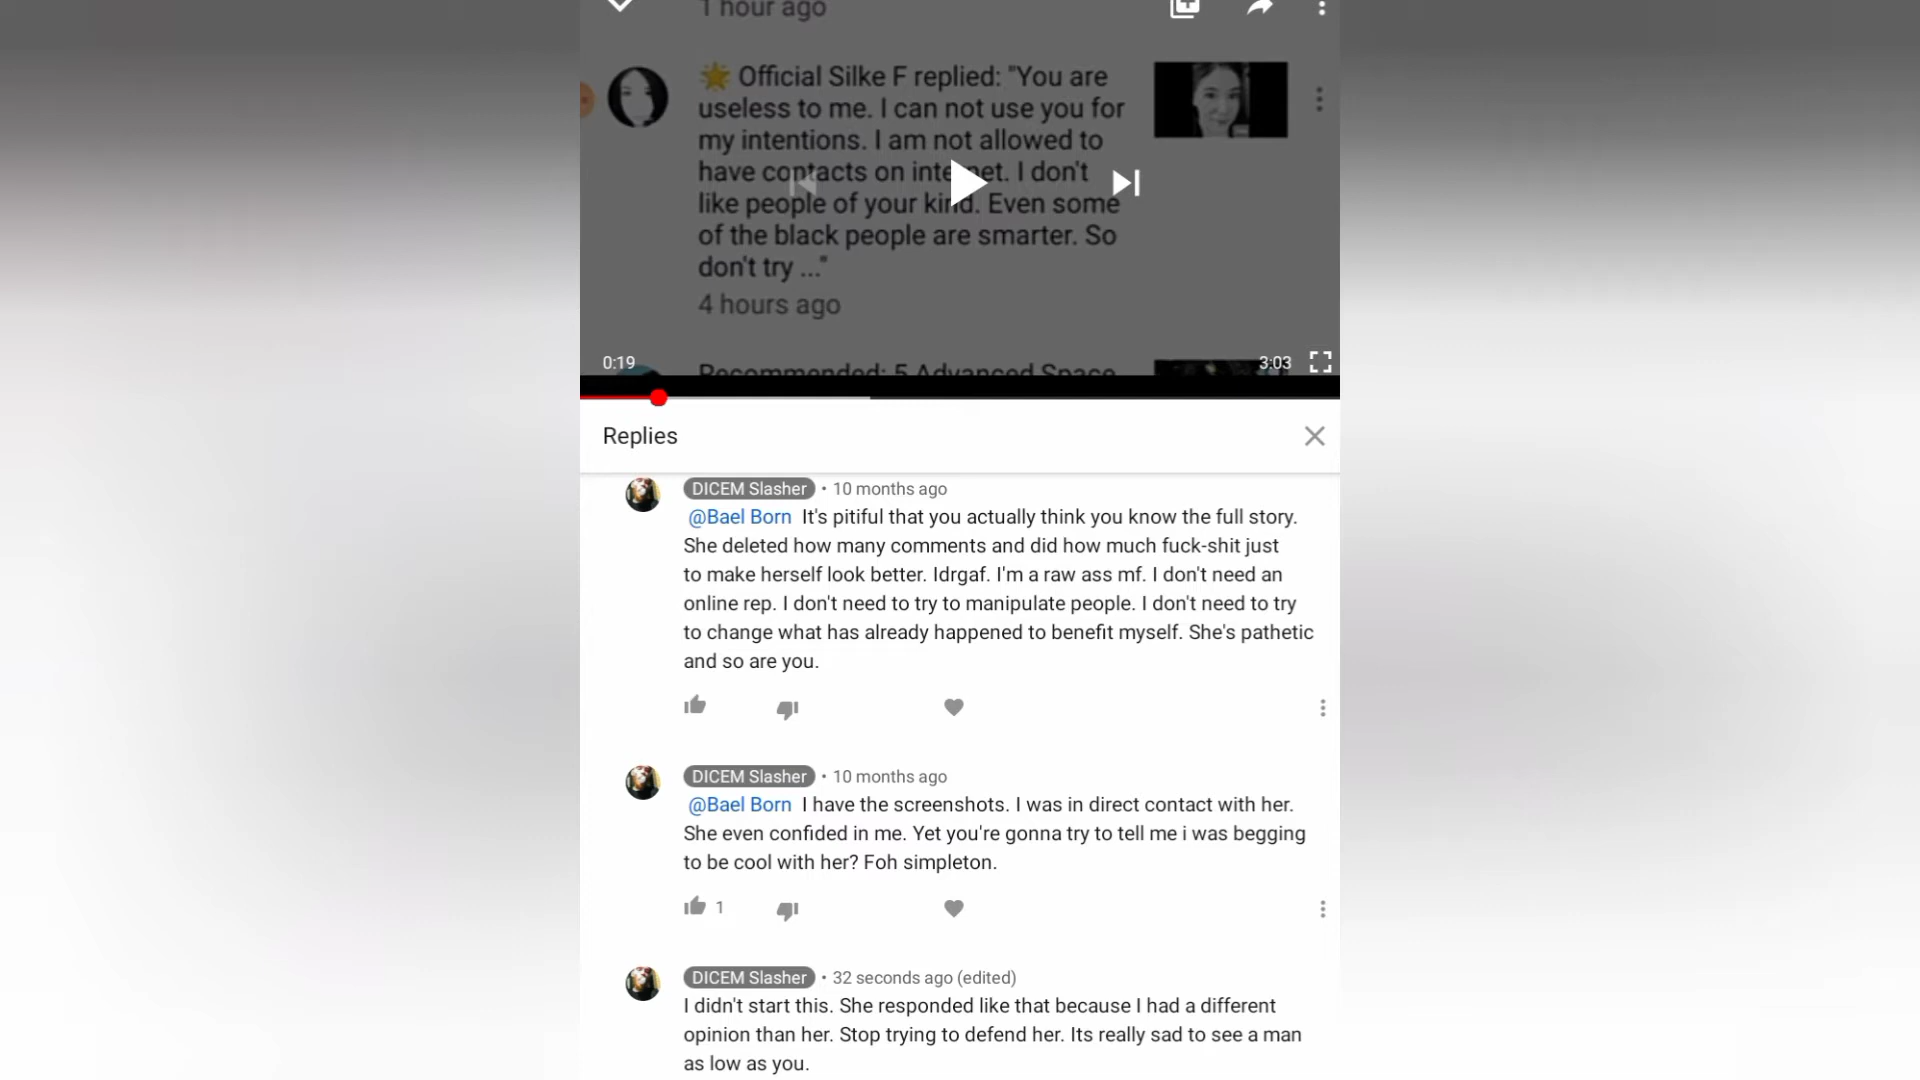 1 hour ago
Official Silke F replied: "You are
useless to me. I can not use you for
my intentions. I am not allowed to
have contacts on internet. I don't
like people of your kind. Even some
of the black people are smarter. So
don't try ..."
4 hours ago
0:19
3:03
Recommended: 5 Advanced Space
Replies
DICEM Slasher • 10 months ago
@Bael Born It's pitiful that you actually think you know the full story.
She deleted how many comments and did how much fuck-shit just
to make herself look better. Idrgaf. I'm a raw ass mf. I don't need an
online rep. I don't need to try to manipulate people. I don't need to try
to change what has already happened to benefit myself. She's pathetic
and so are you.
DICEM Slasher • 10 months ago
@Bael Born I have the screenshots. I was in direct contact with her.
She even confided in me. Yet you're gonna try to tell me i was begging
to be cool with her? Foh simpleton.
1
DICEM Slasher • 32 seconds ago (edited)
I didn't start this. She responded like that because I had a different
opinion than her. Stop trying to defend her. Its really sad to see a man
as low as you.